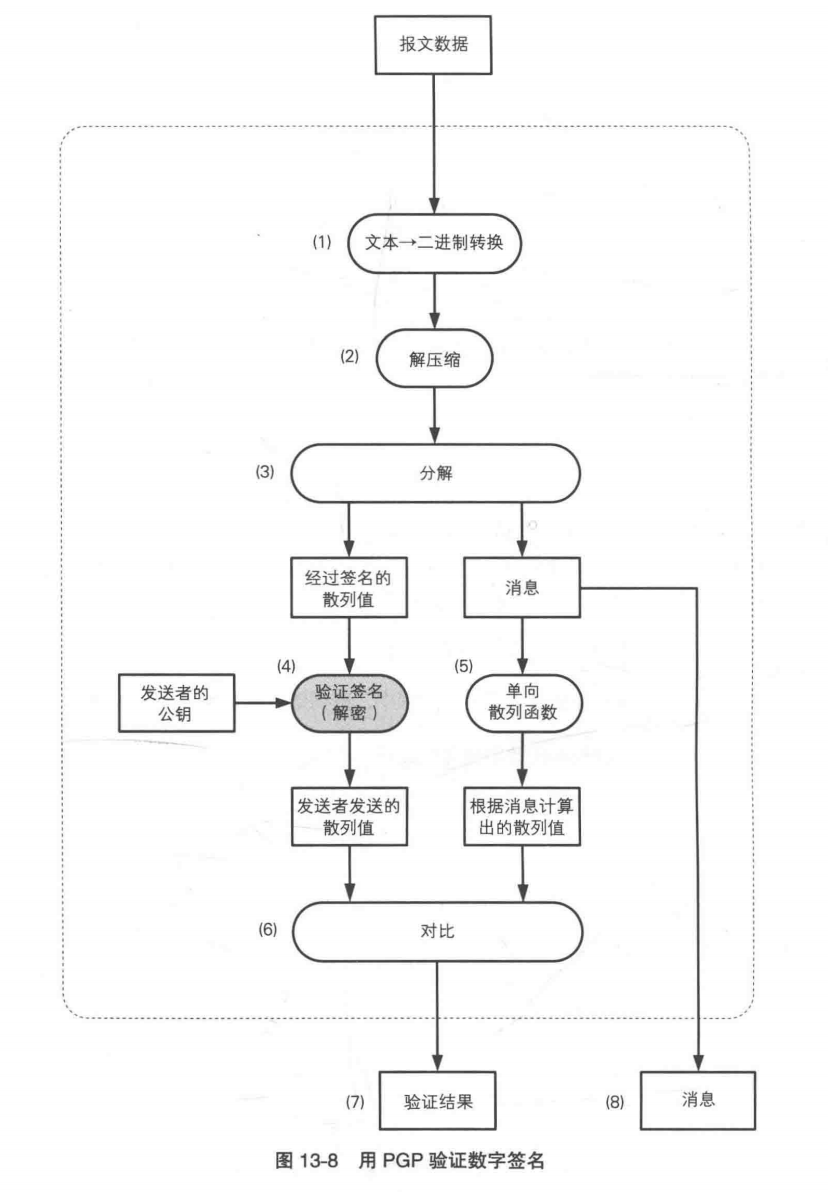 报文数据
(1) 文本→二进制转换
(2) 解压缩
(3) 分解
经过签名的
散列值
消息
(4) 验证签名
（解密）
(5) 单向
散列函数
发送者的
公钥
发送者发送的
散列值
根据消息计算
出的散列值
(6) 对比
(7) 验证结果
(8) 消息
图 13-8 用 PGP 验证数字签名